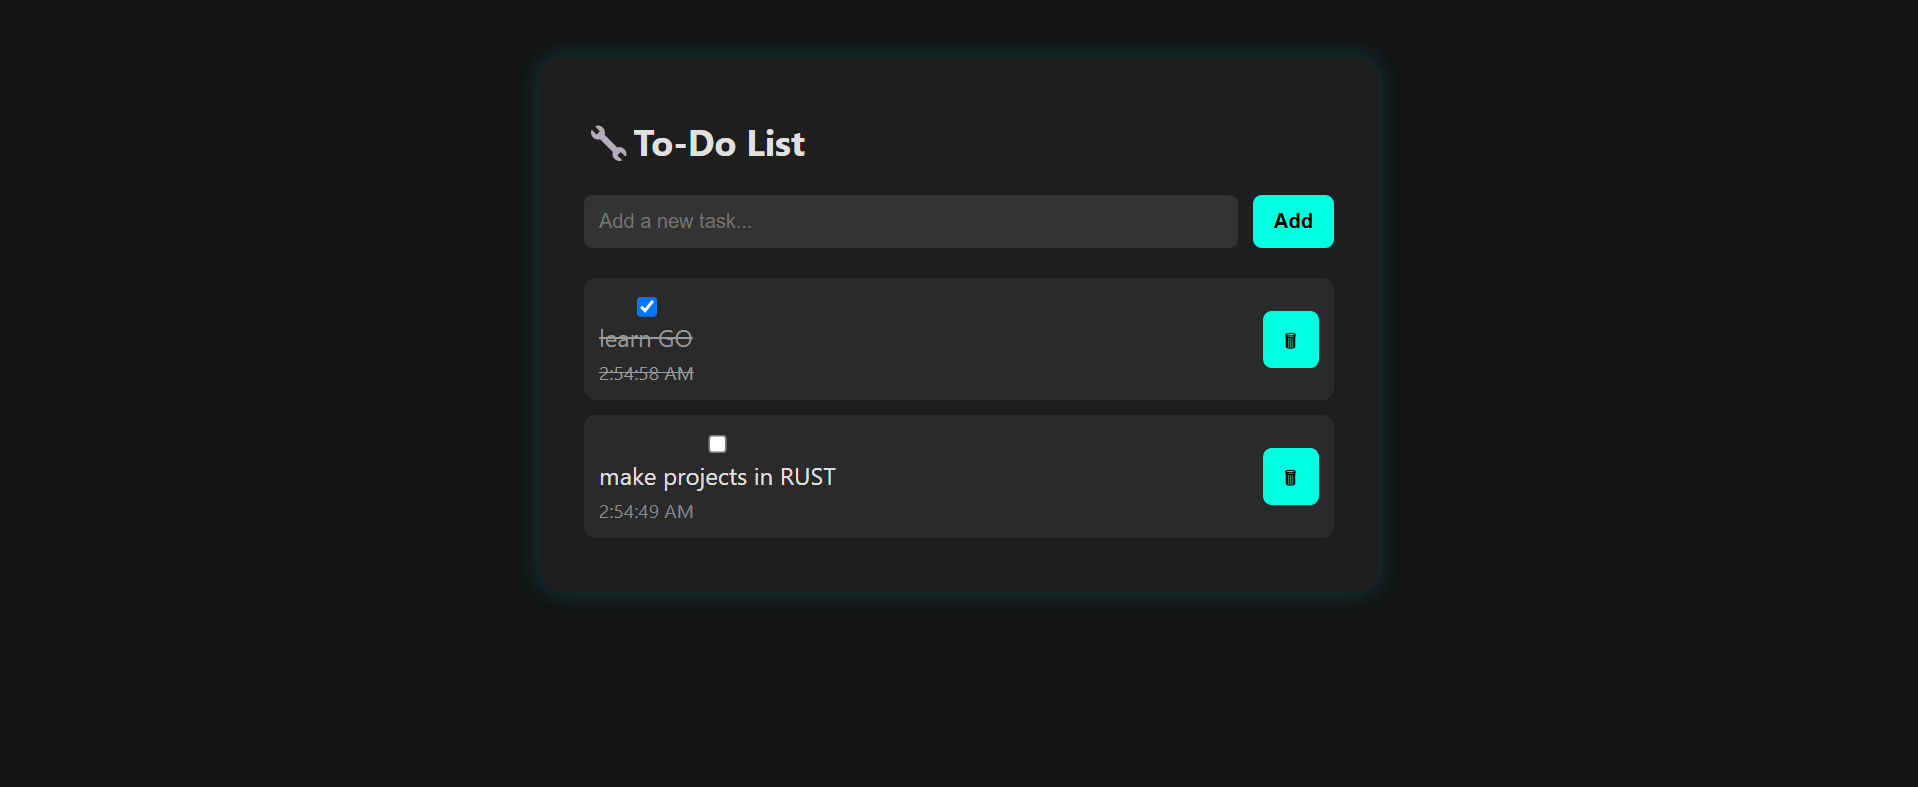 To-Do List
Add a new task...
Add
learn GO
2:54:58 AM
make projects in RUST
2:54:49 AM